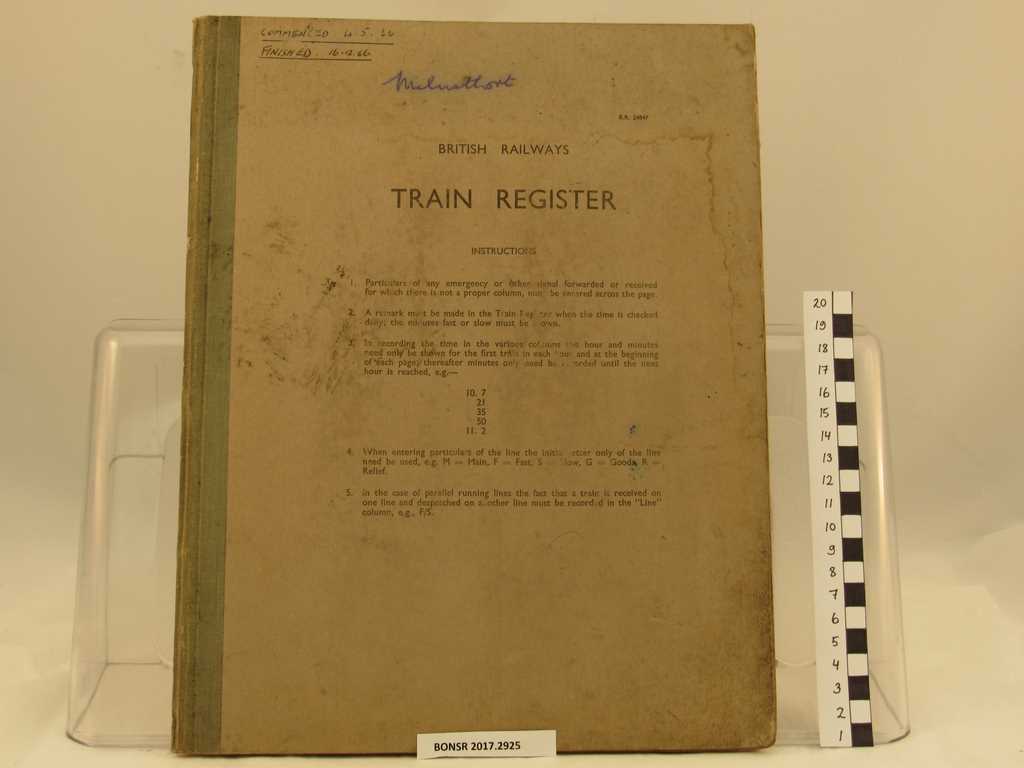 COMMENCED 4.5.66
FINISHED. 16.12.66
Milnathort
B.R. 24847
BRITISH RAILWAYS
TRAIN REGISTER
INSTRUCTIONS
1. Particulars of any emergency or other signal forwarded or received
for which there is not a proper column, must be entered across the page.
2. A remark must be made in the Train Register when the time is checked
daily; the minutes fast or slow must be shown.
3. In recording the time in the various columns the hour and minutes
need only be shown for the first train in each hour and at the beginning
of each page; thereafter minutes only need be recorded until the next
hour is reached, e.g.—
10. 7
21
35
50
11. 2
4. When entering particulars of the line the initial letter only of the line
need be used, e.g. M = Main, F = Fast, S = Slow, G = Goods, R =
Relief.
5. In the case of parallel running lines the fact that a train is received on
one line and despatched on another line must be recorded in the "Line"
column, e.g., F/S.
20
19
18
17
16
15
14
13
12
11
10
9
8
7
6
5
4
3
2
1
BONSR 2017.2925